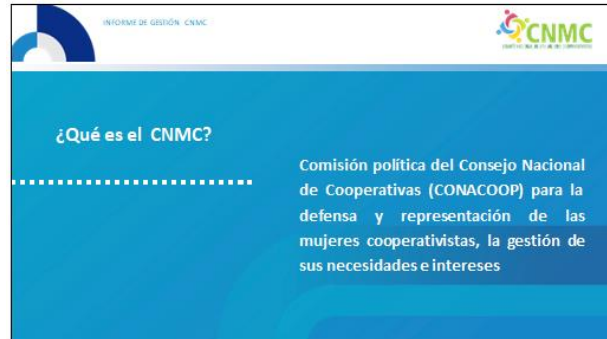 INFORME DE GESTIÓN CNMC
CNMC
¿Qué es el CNMC?
Comisión política del Consejo Nacional
de Cooperativas (CONACOOP) para la
defensa y representación de las
mujeres cooperativistas, la gestión de
sus necesidades e intereses